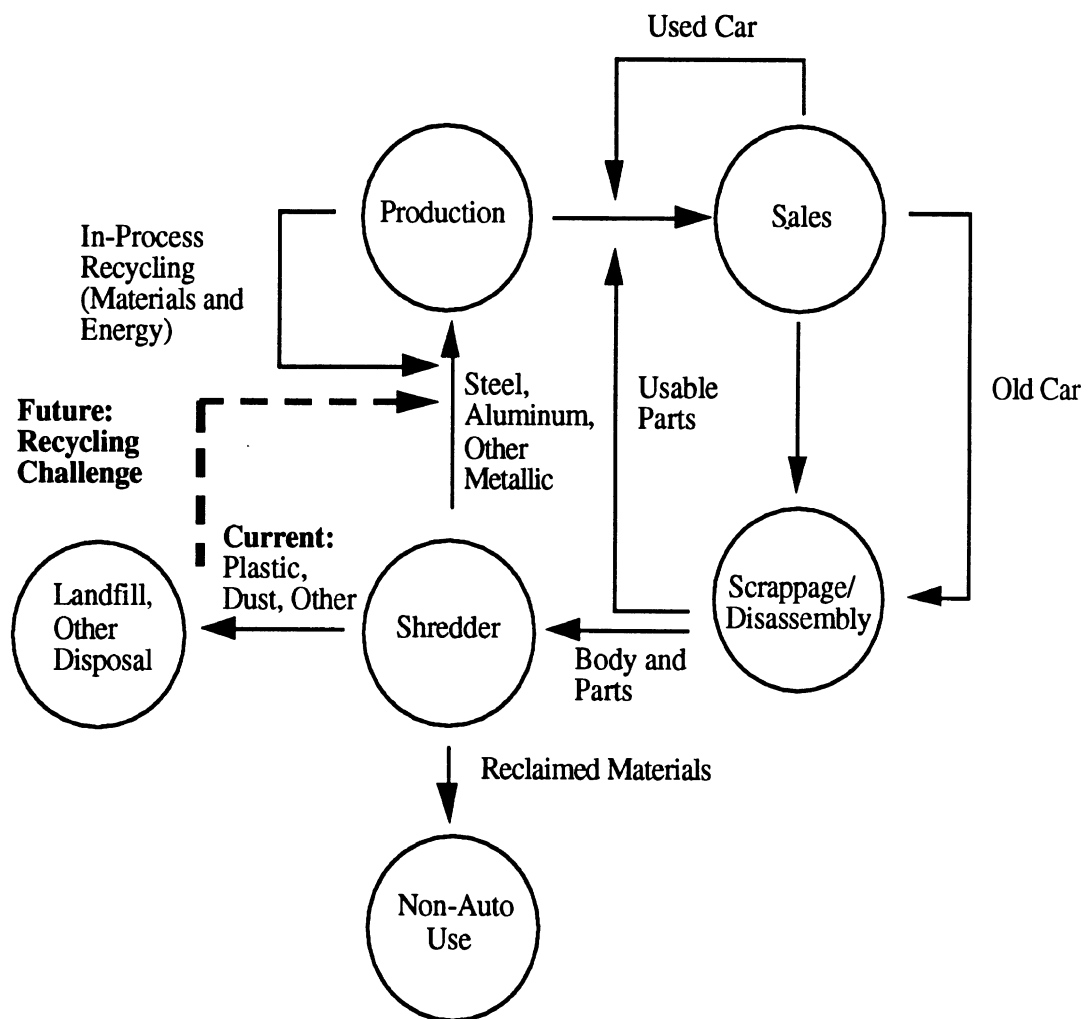 Used Car
Production
Sales
In-Process
Recycling
(Materials and
Energy)
Steel,
Aluminum,
Other
Metallic
Usable
Parts
Old Car
Future:
Recycling
Challenge
Current:
Plastic,
Dust, Other
Landfill,
Other
Disposal
Shredder
Scrappage/
Disassembly
Body and
Parts
Reclaimed Materials
Non-Auto
Use